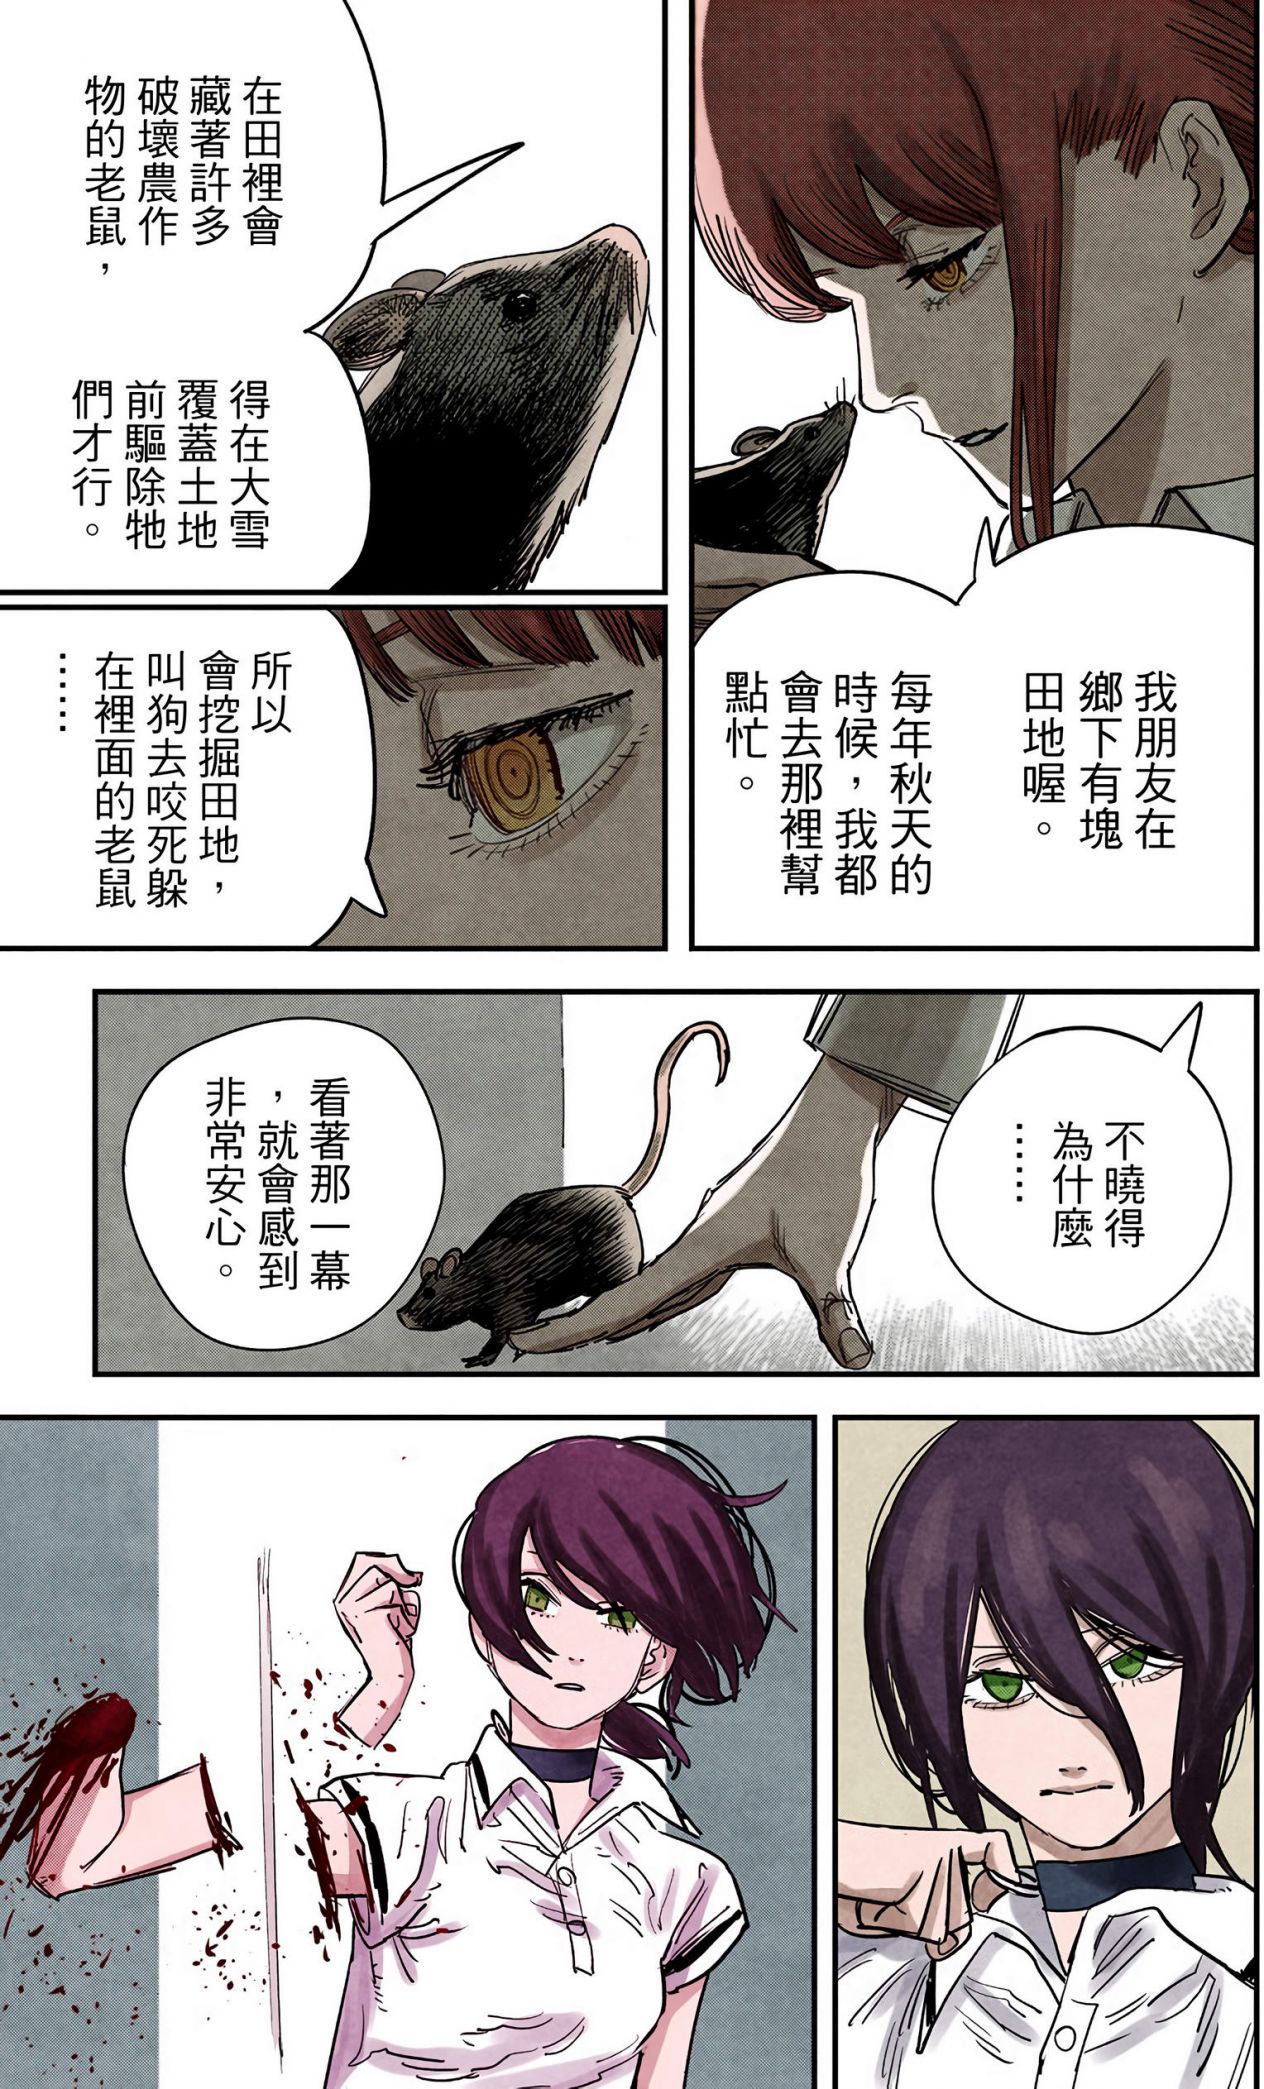 我朋友在
鄉下有塊
田地喔。
每年秋天的
時候，我都
會去那裡幫
點忙。
在田裡會
藏著許多
破壞農作
物的老鼠，
得在大雪
覆蓋土地
前驅除牠
們才行。
所以
會挖掘田地，
叫狗去咬死躲
在裡面的老鼠
……
不曉得
為什麼
……
看著那一幕
，就會感到
非常安心。